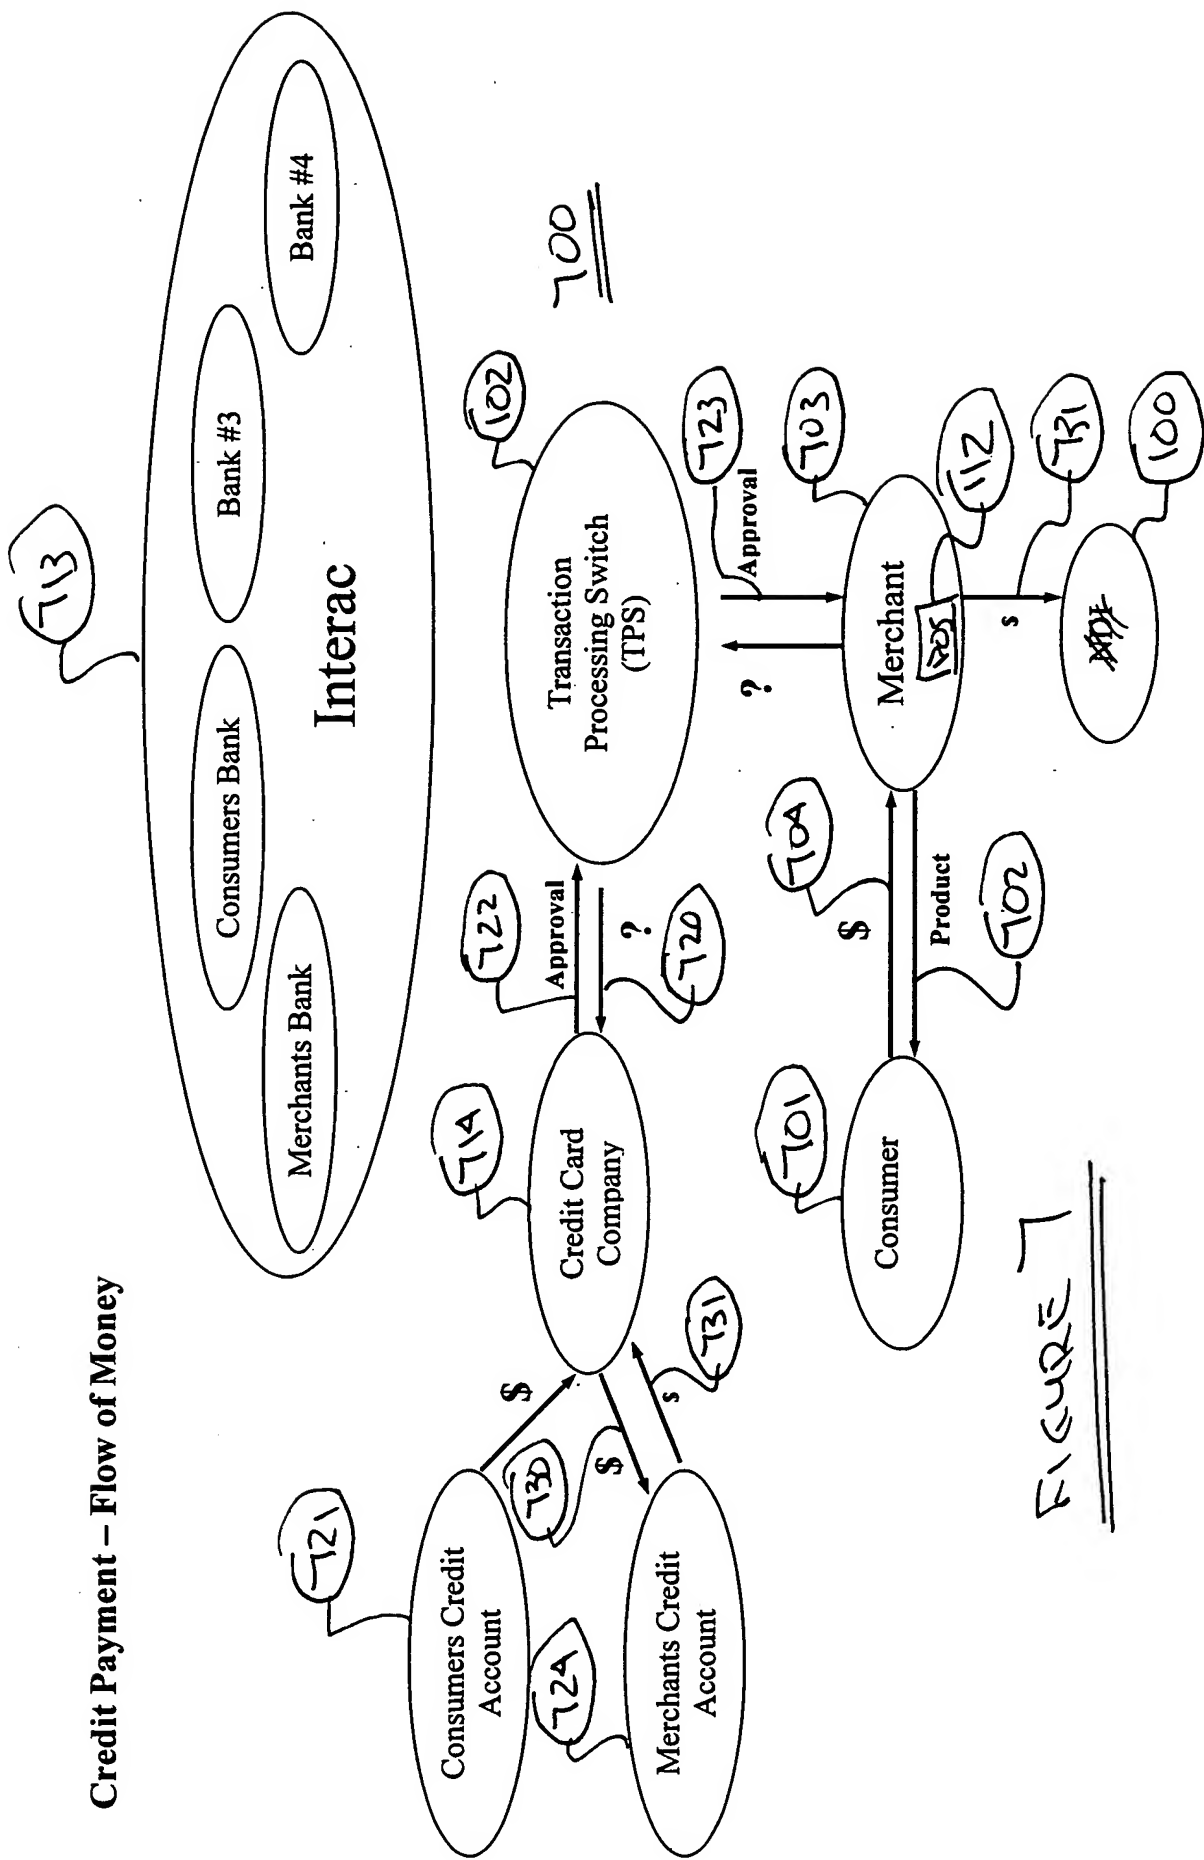 Credit Payment – Flow of Money
713
Merchants Bank
Consumers Bank
Bank #3
Bank #4
Interac
700
721
Consumers Credit
Account
724
Merchants Credit
Account
$
730
$
s
731
714
Credit Card
Company
722
Approval
?
720
102
Transaction
Processing Switch
(TPS)
723
Approval
?
701
Consumer
704
$
Product
702
703
Merchant
POS
112
s
731
100
FIGURE 7